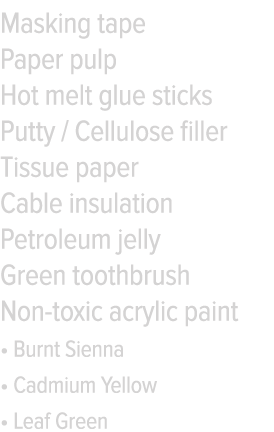 Masking tape
Paper pulp
Hot melt glue sticks
Putty / Cellulose filler
Tissue paper
Cable insulation
Petroleum jelly
Green toothbrush
Non-toxic acrylic paint
• Burnt Sienna
• Cadmium Yellow
• Leaf Green